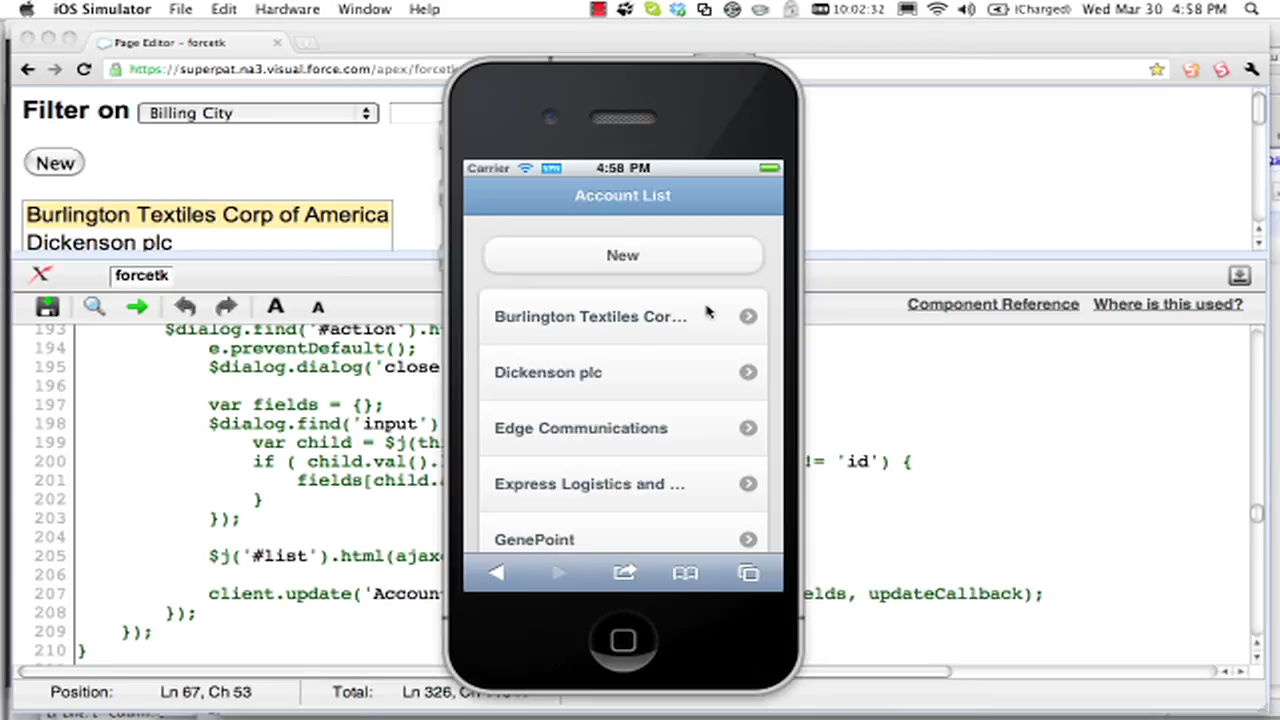 iOS Simulator File Edit Hardware Window Help 10:02:32 (Charged) Wed Mar 30 4:58 PM
Page Editor – forcetk
https://superpat.na3.visual.force.com/apex/forcetk
Filter on Billing City
New
Burlington Textiles Corp of America
Dickenson plc
forcetk
A A Component Reference Where is this used?
193 $dialog.find('#action').h
194 e.preventDefault();
195 $dialog.dialog('close
196
197 var fields = {};
198 $dialog.find('input')
199 var child = $j(th
200 if ( child.val(). != 'id') {
201 fields[child.
202 }
203 });
204
205 $j('#list').html(ajax
206
207 client.update('Accoun elds, updateCallback);
208 });
209 });
210 }
Position: Ln 67, Ch 53 Total: Ln 326, Ch
Carrier VPN 4:58 PM
Account List
New
Burlington Textiles Cor...
Dickenson plc
Edge Communications
Express Logistics and ...
GenePoint